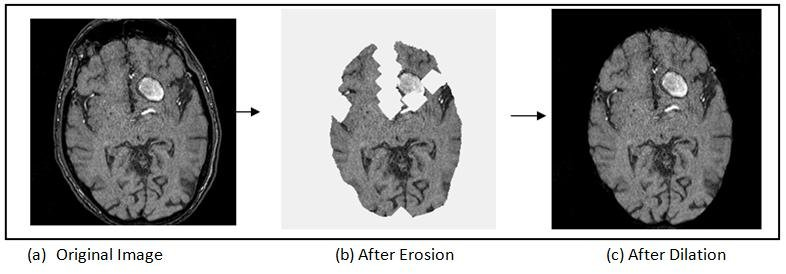 (a) Original Image
(b) After Erosion
(c) After Dilation